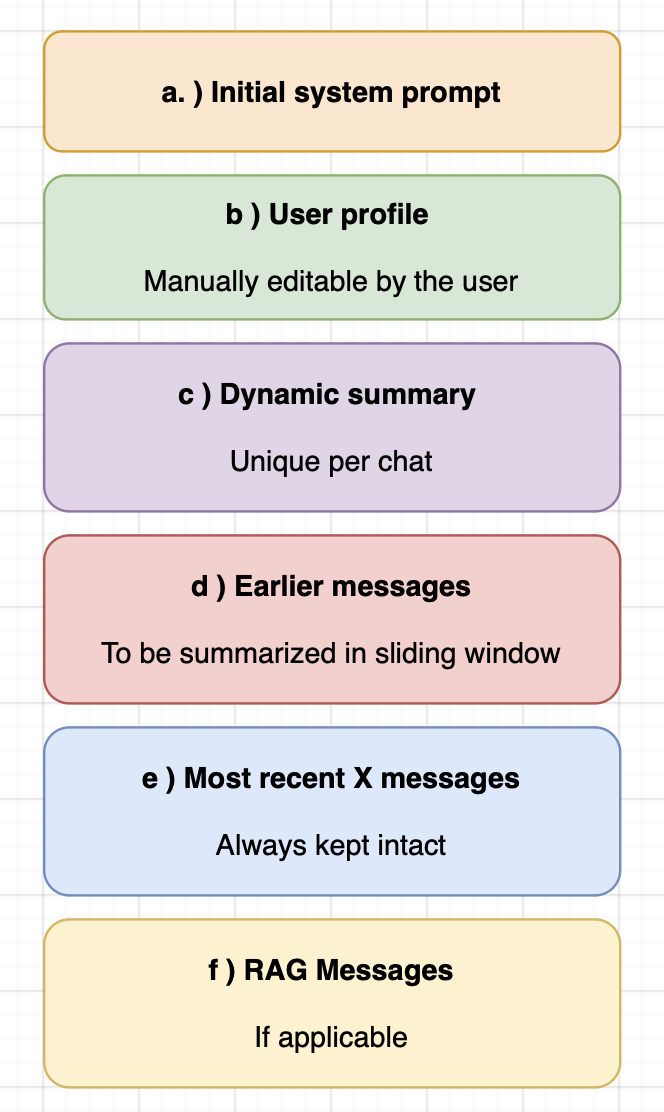 a. ) Initial system prompt
b ) User profile
Manually editable by the user
c ) Dynamic summary
Unique per chat
d ) Earlier messages
To be summarized in sliding window
e ) Most recent X messages
Always kept intact
f ) RAG Messages
If applicable